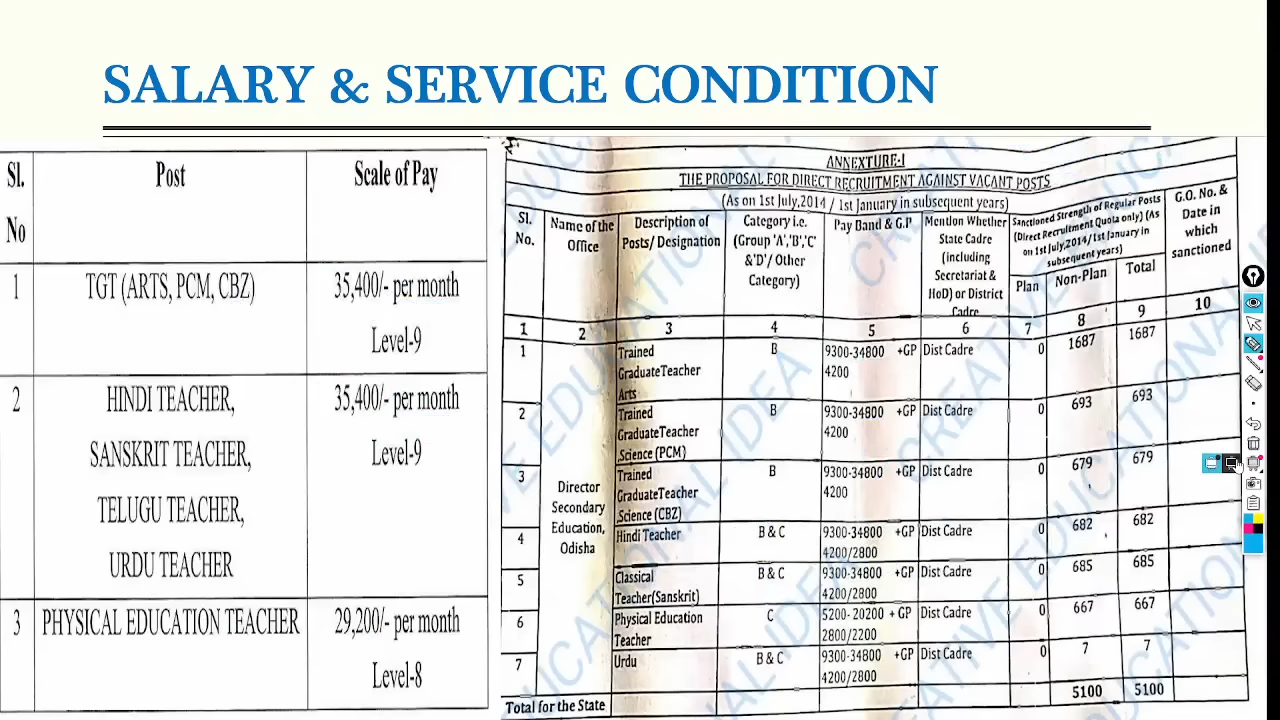 SALARY & SERVICE CONDITION
Sl. No | Post | Scale of Pay
1 | TGT (ARTS, PCM, CBZ) | 35,400/- per month
Level-9
2 | HINDI TEACHER, | 35,400/- per month
SANSKRIT TEACHER, | Level-9
TELUGU TEACHER,
URDU TEACHER
3 | PHYSICAL EDUCATION TEACHER | 29,200/- per month
Level-8
ANNEXTURE-I
THE PROPOSAL FOR DIRECT RECRUITMENT AGAINST VACANT POSTS
(As on 1st July,2014 / 1st January in subsequent years)
Sl. No.
Name of the Office
Description of Posts/ Designation
Category i.e. (Group 'A','B','C' &'D'/ Other Category)
Pay Band & G.P
Mention Whether State Cadre (including Secretariat & HoD) or District Cadre
Sanctioned Strength of Regular Posts (Direct Recruitment Quota only) (As on 1st July,2014/1st January in subsequent years)
Plan | Non-Plan | Total
G.O. No. & Date in which sanctioned
1 | 2 | 3 | 4 | 5 | 6 | 7 | 8 | 9 | 10
1 | Trained GraduateTeacher Arts | B | 9300-34800 +GP 4200 | Dist Cadre | 0 | 1687 | 1687
2 | Trained GraduateTeacher Science (PCM) | B | 9300-34800 +GP 4200 | Dist Cadre | 0 | 693 | 693
3 | Trained GraduateTeacher Science (CBZ) | B | 9300-34800 +GP 4200 | Dist Cadre | 0 | 679 | 679
Director Secondary Education, Odisha
4 | Hindi Teacher | B & C | 9300-34800 +GP 4200/2800 | Dist Cadre | 0 | 682 | 682
5 | Classical Teacher(Sanskrit) | B & C | 9300-34800 +GP 4200/2800 | Dist Cadre | 0 | 685 | 685
6 | Physical Education Teacher | C | 5200-20200 + GP 2800/2200 | Dist Cadre | 0 | 667 | 667
7 | Urdu | B & C | 9300-34800 +GP 4200/2800 | Dist Cadre | 0 | 7 | 7
Total for the State | 5100 | 5100
CREATIVE EDUCATIONAL IDEA